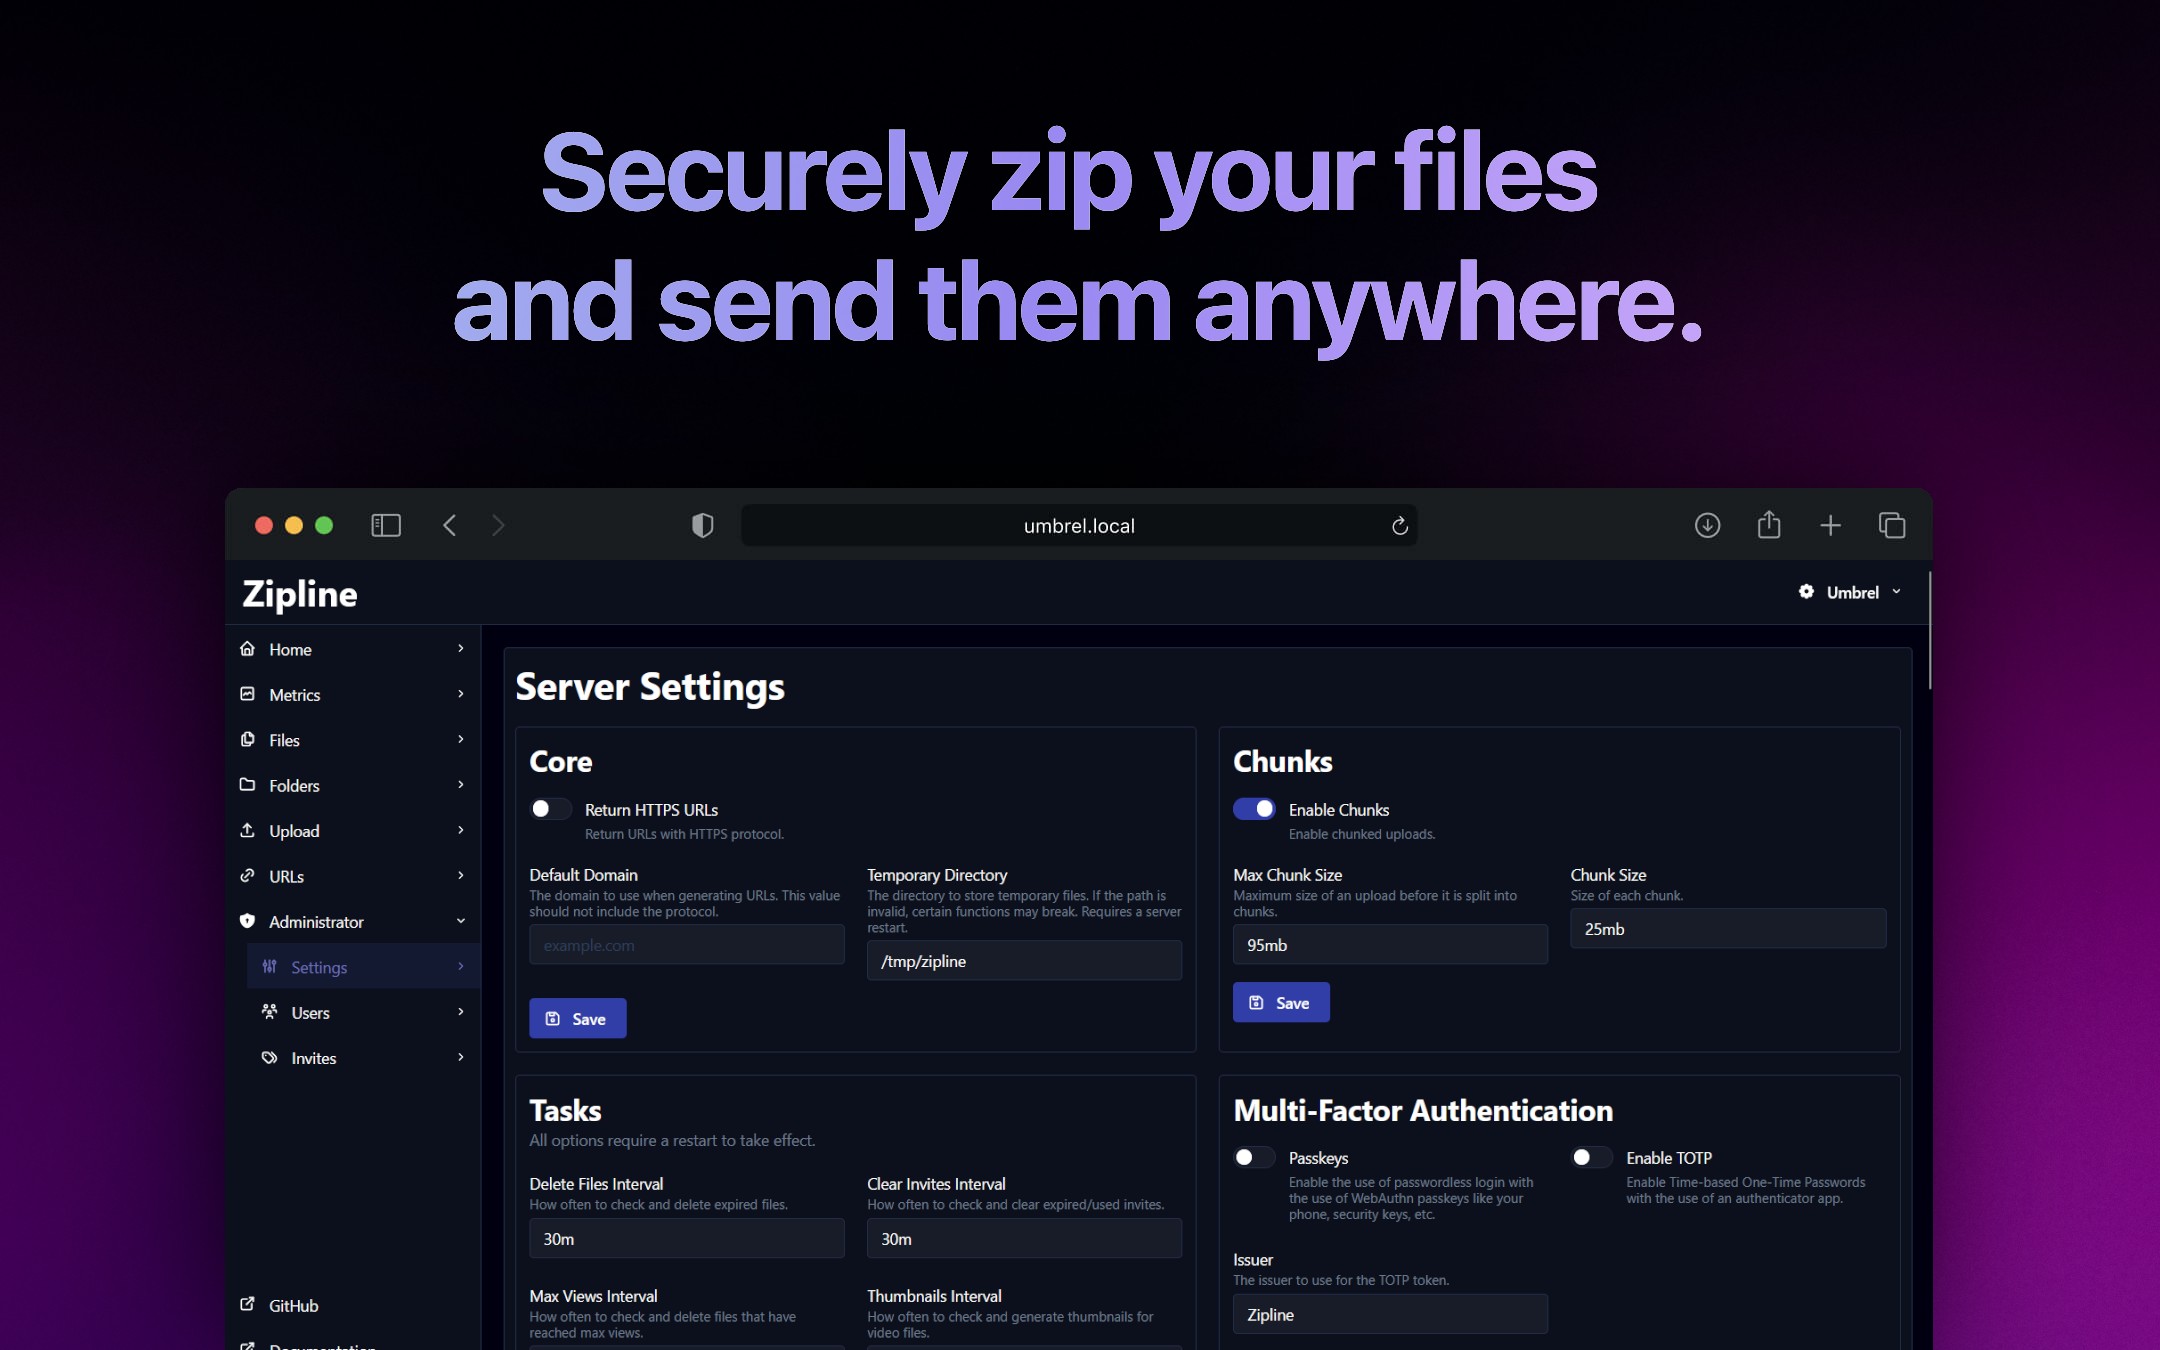 Securely zip your files
and send them anywhere.
umbrel.local
Zipline
Umbrel
Home
Metrics
Files
Folders
Upload
URLs
Administrator
Settings
Users
Invites
GitHub
Documentation
Server Settings
Core
Return HTTPS URLs
Return URLs with HTTPS protocol.
Default Domain
The domain to use when generating URLs. This value
should not include the protocol.
example.com
Temporary Directory
The directory to store temporary files. If the path is
invalid, certain functions may break. Requires a server
restart.
/tmp/zipline
Save
Chunks
Enable Chunks
Enable chunked uploads.
Max Chunk Size
Maximum size of an upload before it is split into
chunks.
95mb
Chunk Size
Size of each chunk.
25mb
Save
Tasks
All options require a restart to take effect.
Delete Files Interval
How often to check and delete expired files.
30m
Clear Invites Interval
How often to check and clear expired/used invites.
30m
Max Views Interval
How often to check and delete files that have
reached max views.
Thumbnails Interval
How often to check and generate thumbnails for
video files.
Multi-Factor Authentication
Passkeys
Enable the use of passwordless login with
the use of WebAuthn passkeys like your
phone, security keys, etc.
Enable TOTP
Enable Time-based One-Time Passwords
with the use of an authenticator app.
Issuer
The issuer to use for the TOTP token.
Zipline